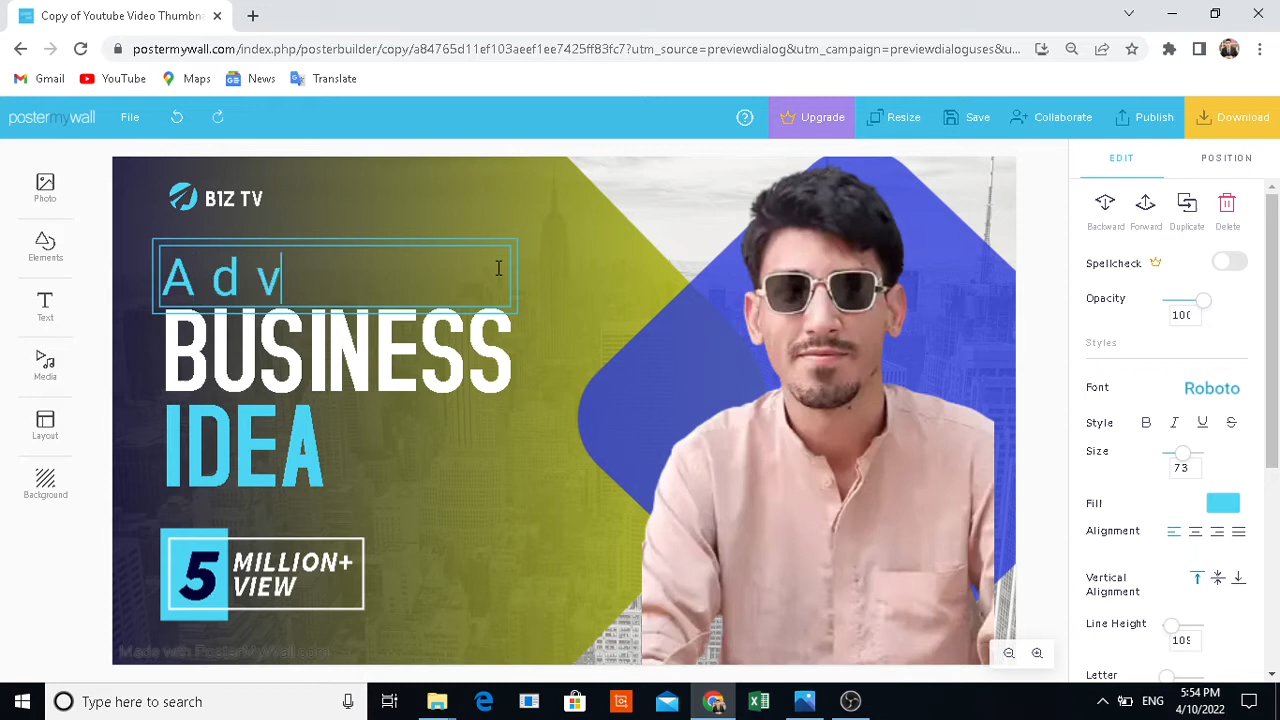 Copy of Youtube Video Thumbna
postermywall.com/index.php/posterbuilder/copy/a84765d11ef103aeff1ee7425ff83fc7?utm_source=previewdialog&utm_campaign=previewdialoguses&u...
Gmail YouTube Maps News Translate
postermywall File Upgrade Resize Save Collaborate Publish Download
EDIT POSITION
Photo
Elements
Text
Media
Layout
Background
B1Z TV
A d v
BUSINESS
IDEA
5 MILLION+
VIEW
Made with PosterMyWall.com
Backward Forward Duplicate Delete
Spellcheck
Opacity
100
Styles
Font Roboto
Style B I U S
Size
73
Fill
Alignment
Vertical
Alignment
Line Height
105
Letter
Type here to search
ENG
5:54 PM
4/10/2022